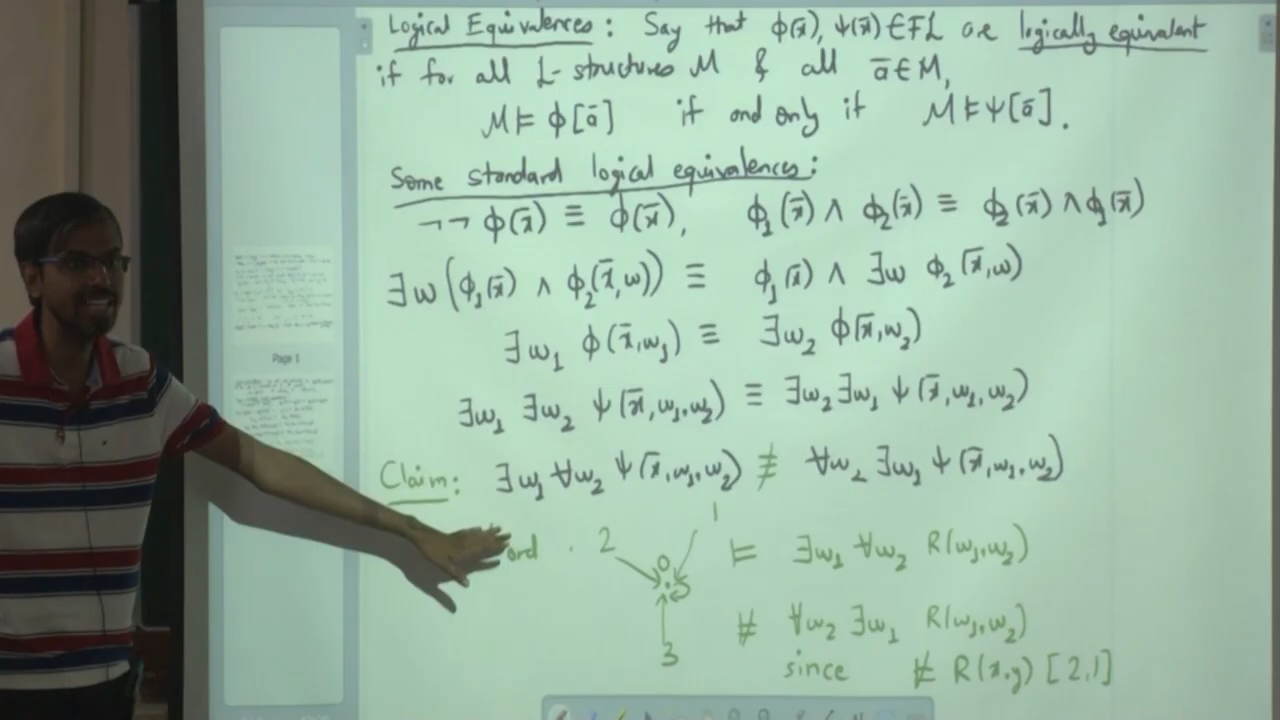 Logical Equivalences : Say that ϕ(x̄), ψ(x̄) ∈ FL are logically equivalent
if for all L-structures M & all ā ∈ M,
M ⊨ ϕ[ā] if and only if M ⊨ ψ[ā].
Some standard logical equivalences:
¬¬ ϕ(x̄) ≡ ϕ(x̄), ϕ₁(x̄) ∧ ϕ₂(x̄) ≡ ϕ₂(x̄) ∧ ϕ₁(x̄)
∃w (ϕ₁(x̄) ∧ ϕ₂(x̄,w)) ≡ ϕ₁(x̄) ∧ ∃w ϕ₂(x̄,w)
∃w₁ ϕ(x̄,w₁) ≡ ∃w₂ ϕ(x̄,w₂)
∃w₁ ∃w₂ ψ(x̄,w₁,w₂) ≡ ∃w₂ ∃w₁ ψ(x̄,w₁,w₂)
Claim: ∃w₁ ∀w₂ ψ(x̄,w₁,w₂) ≢ ∀w₂ ∃w₁ ψ(x̄,w₁,w₂)
2 0 1 3
⊨ ∃w₁ ∀w₂ R(w₁,w₂)
⊭ ∀w₂ ∃w₁ R(w₁,w₂)
since ⊭ R(x,y) [2,1]
Page 1